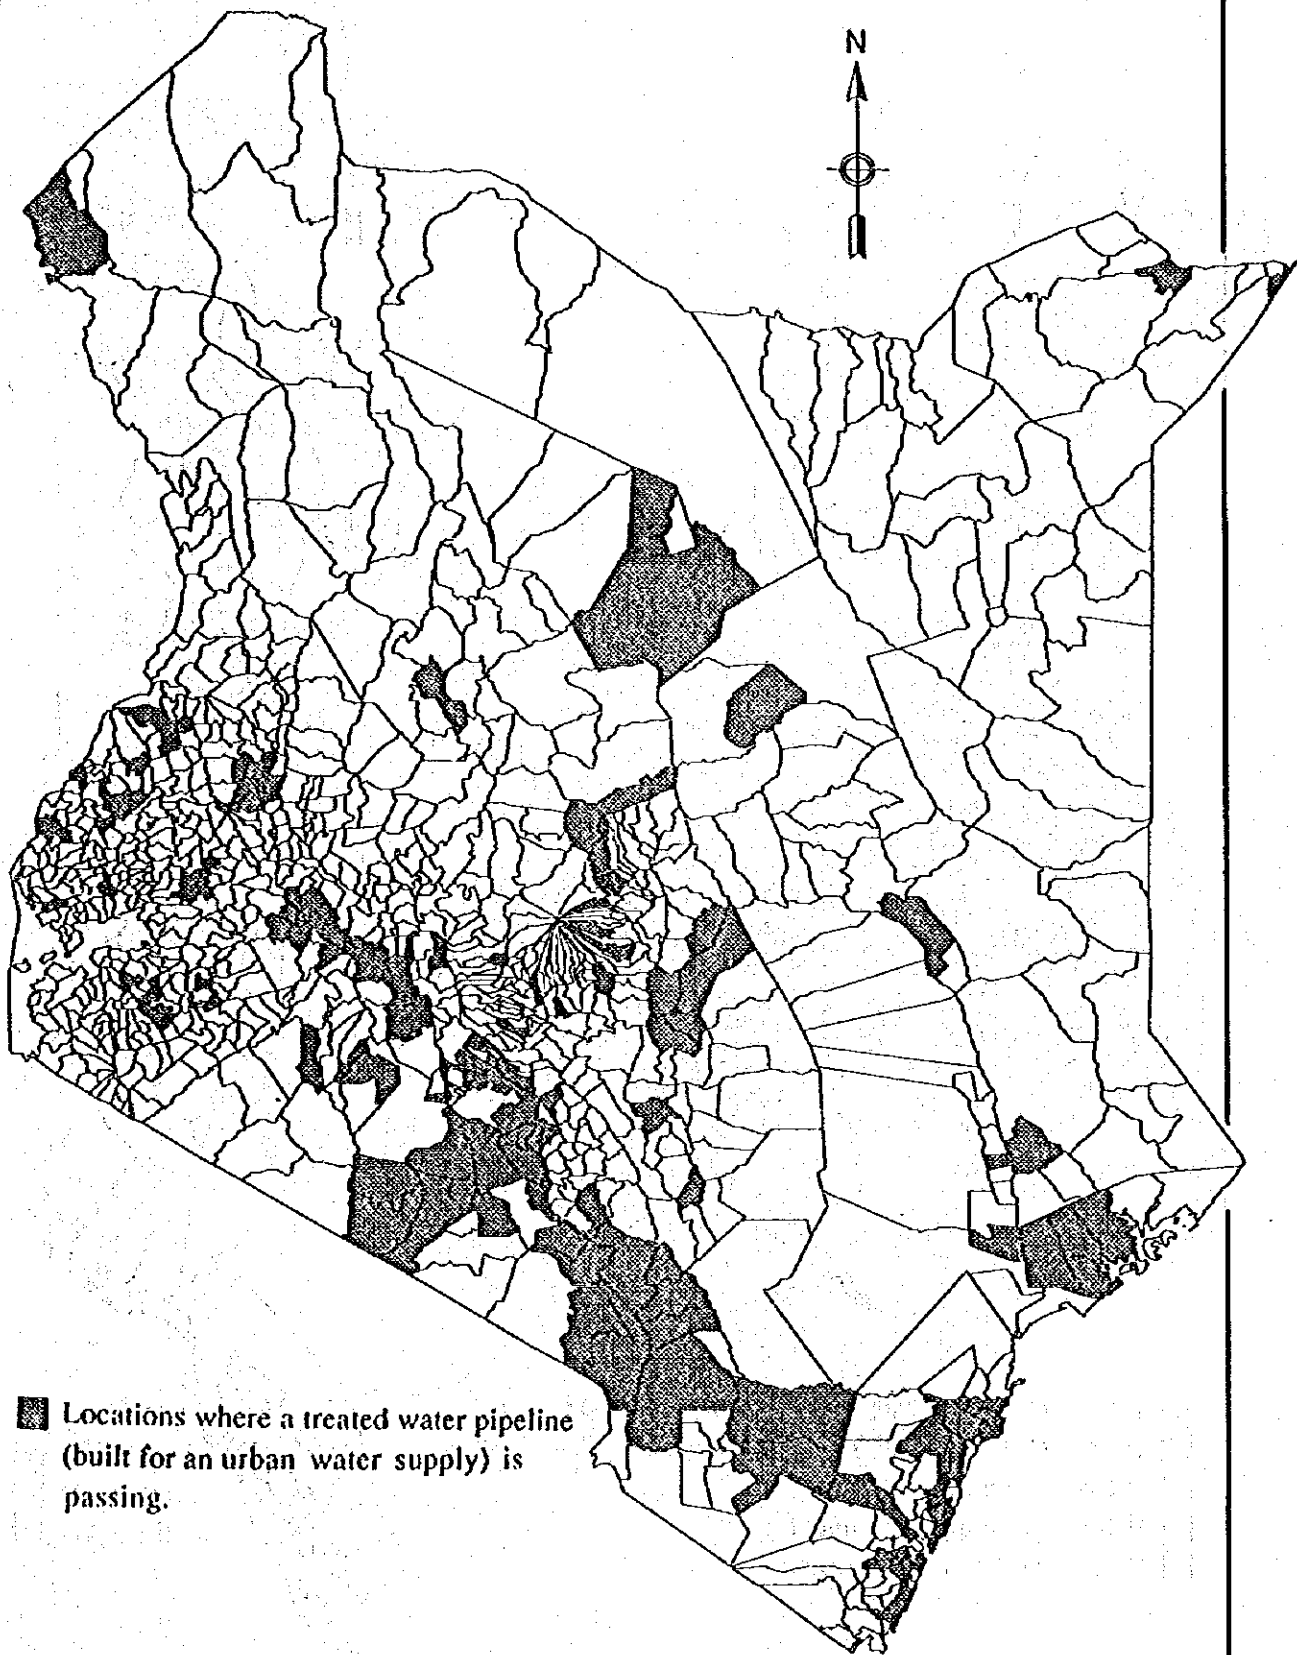 N
Locations where a treated water pipeline
(built for an urban water supply) is
passing.